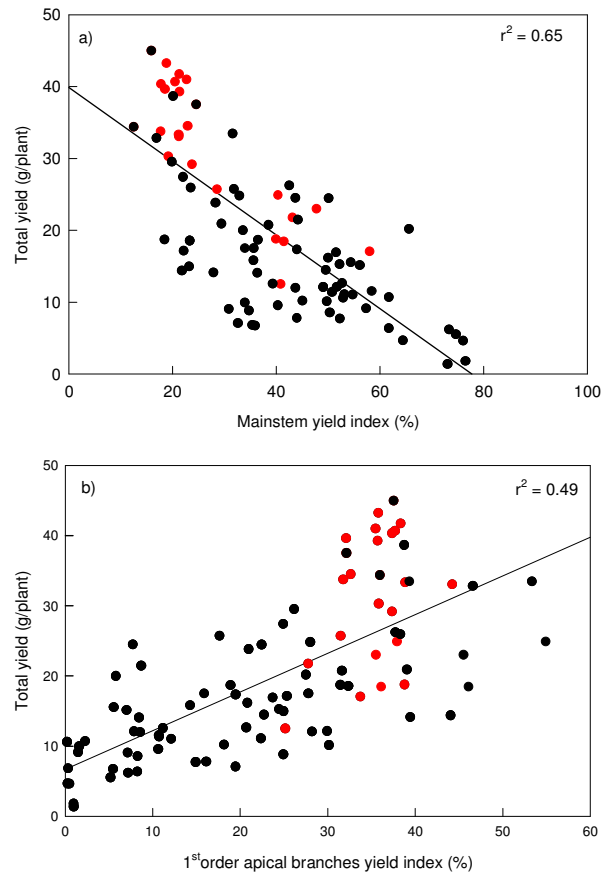 a)
r² = 0.65
50
40
30
20
10
0
Total yield (g/plant)
0 20 40 60 80 100
Mainstem yield index (%)
b)
r² = 0.49
50
40
30
20
10
0
Total yield (g/plant)
0 10 20 30 40 50 60
1ˢᵗorder apical branches yield index (%)